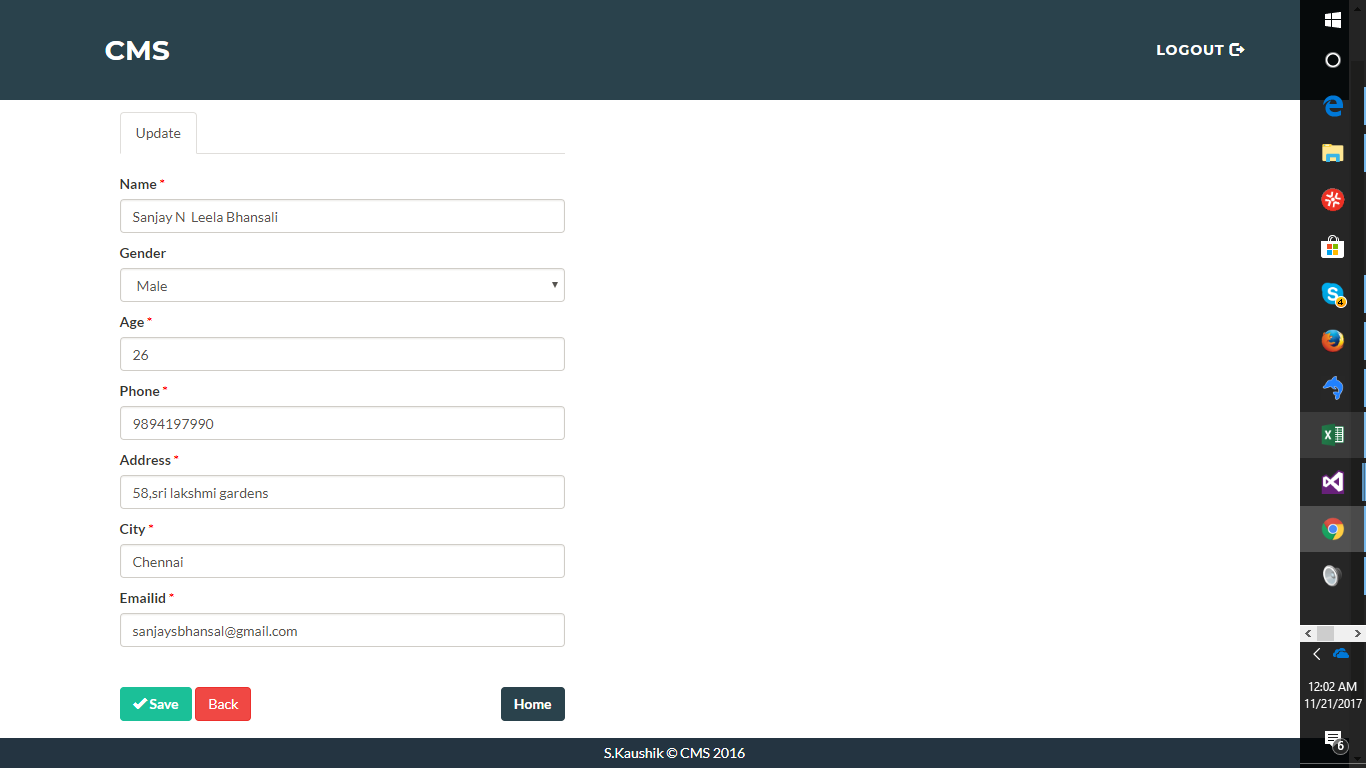 CMS
LOGOUT
Update
Name *
Sanjay N  Leela Bhansali
Gender
Male
Age *
26
Phone *
9894197990
Address *
58,sri lakshmi gardens
City *
Chennai
Emailid *
sanjaysbhansal@gmail.com
Save Back Home
S.Kaushik © CMS 2016
4
12:02 AM
11/21/2017
6